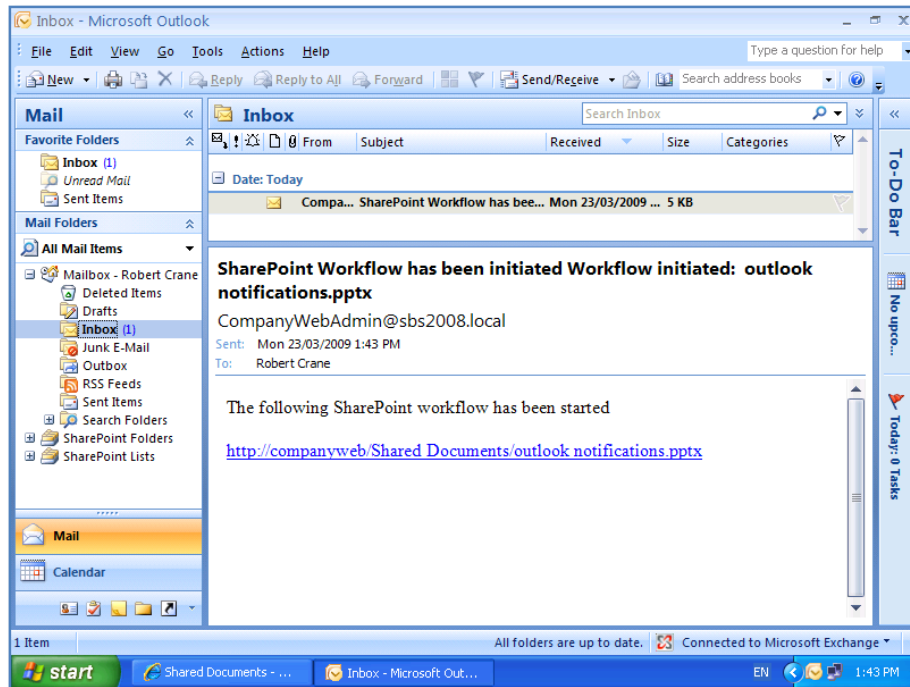 Inbox - Microsoft Outlook
File Edit View Go Tools Actions Help Type a question for help
New Reply Reply to All Forward Send/Receive Search address books
Mail «
Favorite Folders
Inbox (1)
Unread Mail
Sent Items
Mail Folders
All Mail Items
Mailbox - Robert Crane
Deleted Items
Drafts
Inbox (1)
Junk E-Mail
Outbox
RSS Feeds
Sent Items
Search Folders
SharePoint Folders
SharePoint Lists
Mail
Calendar
Inbox Search Inbox
From Subject Received Size Categories
Date: Today
Compa... SharePoint Workflow has bee... Mon 23/03/2009 ... 5 KB
SharePoint Workflow has been initiated Workflow initiated: outlook
notifications.pptx
CompanyWebAdmin@sbs2008.local
Sent: Mon 23/03/2009 1:43 PM
To: Robert Crane
The following SharePoint workflow has been started
http://companyweb/Shared Documents/outlook notifications.pptx
«
To-Do Bar
No upco...
Today: 0 Tasks
1 Item All folders are up to date. Connected to Microsoft Exchange
start Shared Documents - ... Inbox - Microsoft Out... EN 1:43 PM